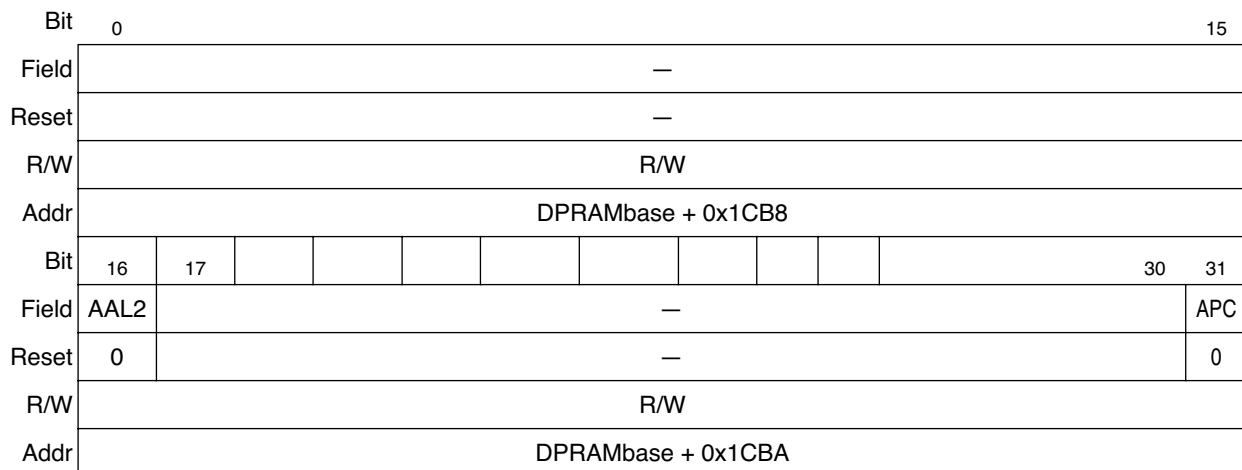 Bit 0 15
Field —
Reset —
R/W R/W
Addr DPRAMbase + 0x1CB8
Bit 16 17 30 31
Field AAL2 — APC
Reset 0 — 0
R/W R/W
Addr DPRAMbase + 0x1CBA